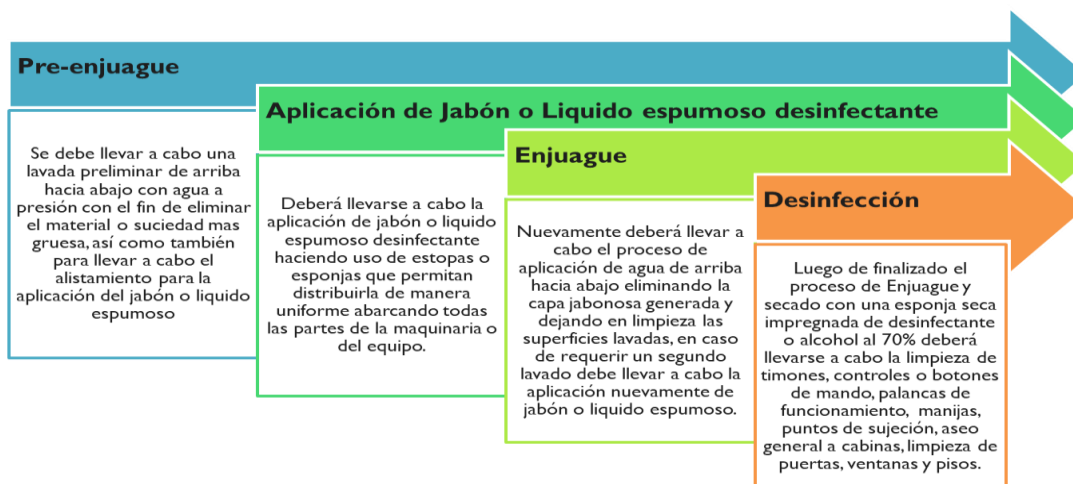 Pre-enjuague
Se debe llevar a cabo una
lavada preliminar de arriba
hacia abajo con agua a
presión con el fin de eliminar
el material o suciedad mas
gruesa, así como también
para llevar a cabo el
alistamiento para la
aplicación del jabón o liquido
espumoso
Aplicación de Jabón o Liquido espumoso desinfectante
Deberá llevarse a cabo la
aplicación de jabón o liquido
espumoso desinfectante
haciendo uso de estopas o
esponjas que permitan
distribuirla de manera
uniforme abarcando todas
las partes de la maquinaria o
del equipo.
Enjuague
Nuevamente deberá llevar a
cabo el proceso de
aplicación de agua de arriba
hacia abajo eliminando la
capa jabonosa generada y
dejando en limpieza las
superficies lavadas, en caso
de requerir un segundo
lavado debe llevar a cabo la
aplicación nuevamente de
jabón o liquido espumoso.
Desinfección
Luego de finalizado el
proceso de Enjuague y
secado con una esponja seca
impregnada de desinfectante
o alcohol al 70% deberá
llevarse a cabo la limpieza de
timones, controles o botones
de mando, palancas de
funcionamiento, manijas,
puntos de sujeción, aseo
general a cabinas, limpieza de
puertas, ventanas y pisos.